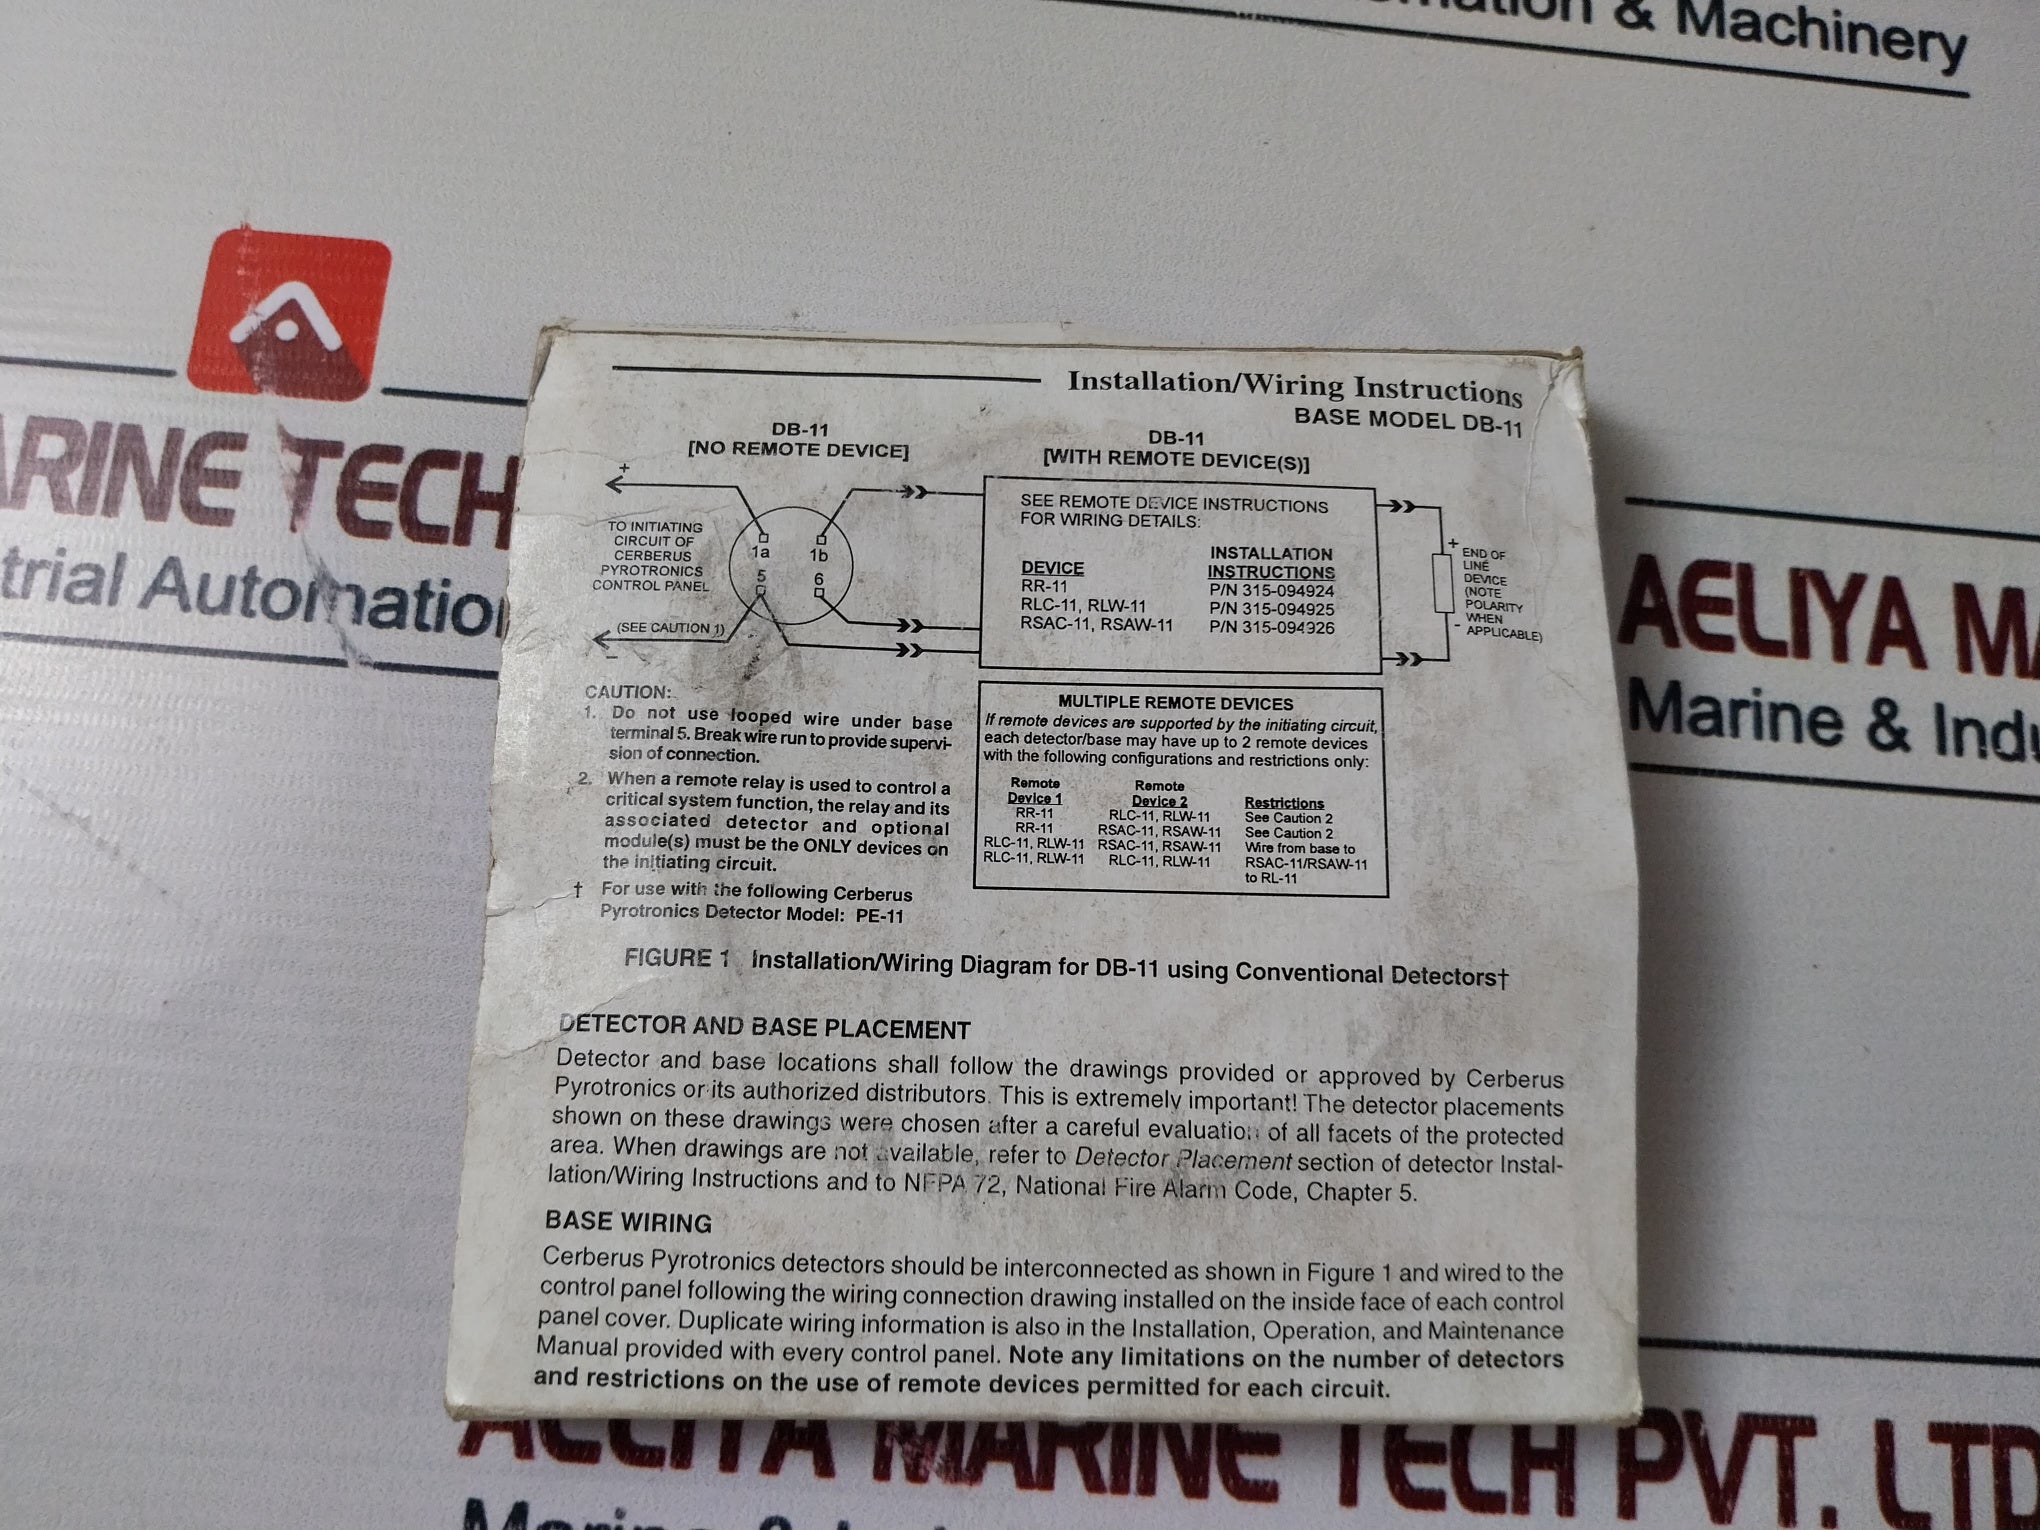 mation & Machinery
ARINE TECH
trial Automation
AELIYA MA
Marine & Indu
Installation/Wiring Instructions
BASE MODEL DB-11
DB-11
[NO REMOTE DEVICE]
DB-11
[WITH REMOTE DEVICE(S)]
+
TO INITIATING
CIRCUIT OF
CERBERUS
PYROTRONICS
CONTROL PANEL
(SEE CAUTION 1)
-
1a
1b
5
6
SEE REMOTE DEVICE INSTRUCTIONS
FOR WIRING DETAILS:
DEVICE INSTALLATION INSTRUCTIONS
RR-11 P/N 315-094924
RLC-11, RLW-11 P/N 315-094925
RSAC-11, RSAW-11 P/N 315-094926
+
END OF
LINE
DEVICE
(NOTE
POLARITY
- WHEN
APPLICABLE)
CAUTION:
1. Do not use looped wire under base
terminal 5. Break wire run to provide supervi-
sion of connection.
2. When a remote relay is used to control a
critical system function, the relay and its
associated detector and optional
module(s) must be the ONLY devices on
the initiating circuit.
† For use with the following Cerberus
Pyrotronics Detector Model: PE-11
MULTIPLE REMOTE DEVICES
If remote devices are supported by the initiating circuit,
each detector/base may have up to 2 remote devices
with the following configurations and restrictions only:
Remote Device 1 Remote Device 2 Restrictions
RR-11 RLC-11, RLW-11 See Caution 2
RR-11 RSAC-11, RSAW-11 See Caution 2
RLC-11, RLW-11 RSAC-11, RSAW-11 Wire from base to
RLC-11, RLW-11 RLC-11, RLW-11 RSAC-11/RSAW-11
to RL-11
FIGURE 1 Installation/Wiring Diagram for DB-11 using Conventional Detectors†
DETECTOR AND BASE PLACEMENT
Detector and base locations shall follow the drawings provided or approved by Cerberus
Pyrotronics or its authorized distributors. This is extremely important! The detector placements
shown on these drawings were chosen after a careful evaluation of all facets of the protected
area. When drawings are not available, refer to Detector Placement section of detector Instal-
lation/Wiring Instructions and to NFPA 72, National Fire Alarm Code, Chapter 5.
BASE WIRING
Cerberus Pyrotronics detectors should be interconnected as shown in Figure 1 and wired to the
control panel following the wiring connection drawing installed on the inside face of each control
panel cover. Duplicate wiring information is also in the Installation, Operation, and Maintenance
Manual provided with every control panel. Note any limitations on the number of detectors
and restrictions on the use of remote devices permitted for each circuit.
AELIYA MARINE TECH PVT. LTD